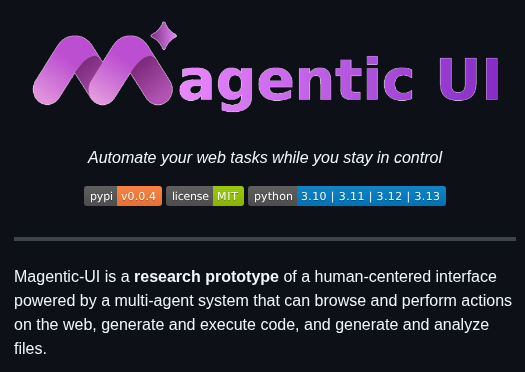 Magentic UI
Automate your web tasks while you stay in control
pypi v0.0.4 license MIT python 3.10 | 3.11 | 3.12 | 3.13
Magentic-UI is a research prototype of a human-centered interface
powered by a multi-agent system that can browse and perform actions
on the web, generate and execute code, and generate and analyze
files.